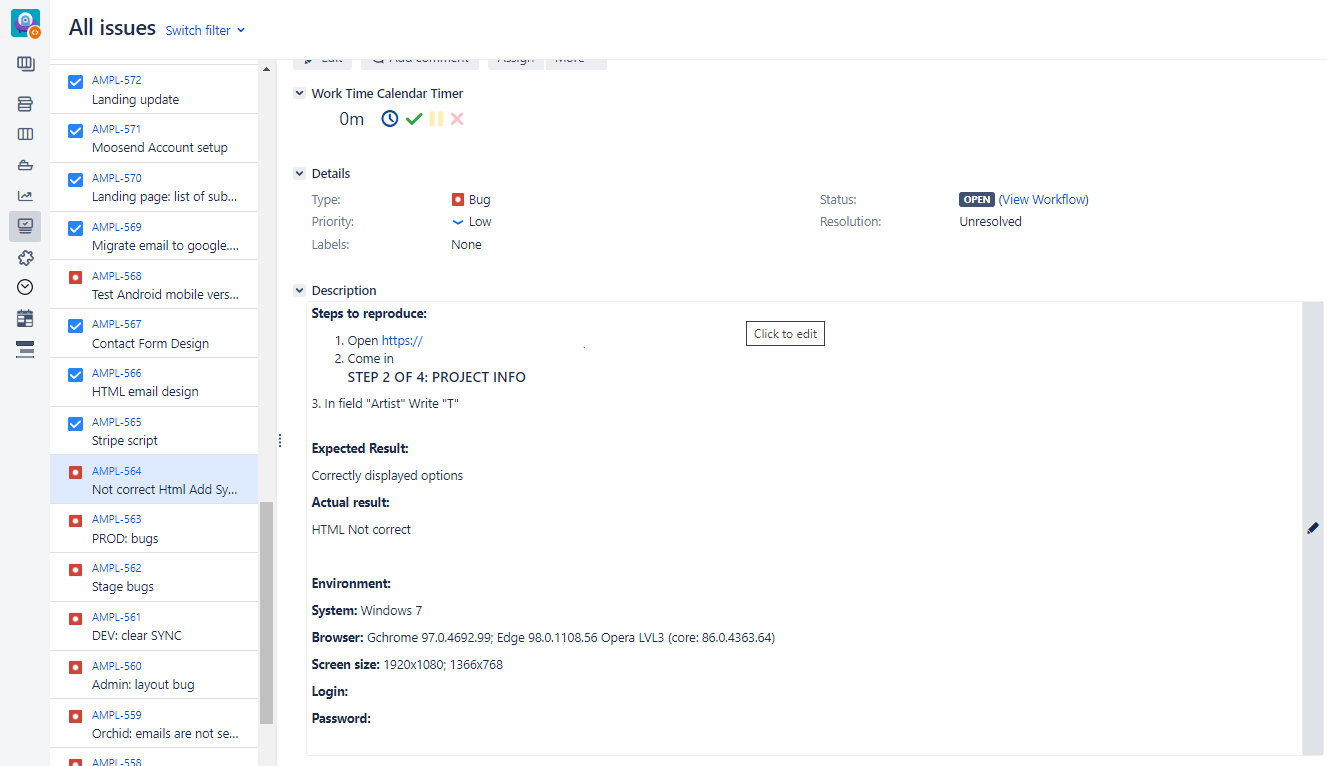 All issues Switch filter
AMPL-572
Landing update
AMPL-571
Moosend Account setup
AMPL-570
Landing page: list of sub...
AMPL-569
Migrate email to google....
AMPL-568
Test Android mobile vers...
AMPL-567
Contact Form Design
AMPL-566
HTML email design
AMPL-565
Stripe script
AMPL-564
Not correct Html Add Sy...
AMPL-563
PROD: bugs
AMPL-562
Stage bugs
AMPL-561
DEV: clear SYNC
AMPL-560
Admin: layout bug
AMPL-559
Orchid: emails are not se...
AMPL-558
Edit Add comment Assign More
Work Time Calendar Timer
0m
Details
Type: Bug
Status: OPEN (View Workflow)
Priority: Low
Resolution: Unresolved
Labels: None
Description
Steps to reproduce:
1. Open https://
Click to edit
2. Come in
STEP 2 OF 4: PROJECT INFO
3. In field "Artist" Write "T"
Expected Result:
Correctly displayed options
Actual result:
HTML Not correct
Environment:
System: Windows 7
Browser: Gchrome 97.0.4692.99; Edge 98.0.1108.56 Opera LVL3 (core: 86.0.4363.64)
Screen size: 1920x1080; 1366x768
Login:
Password: